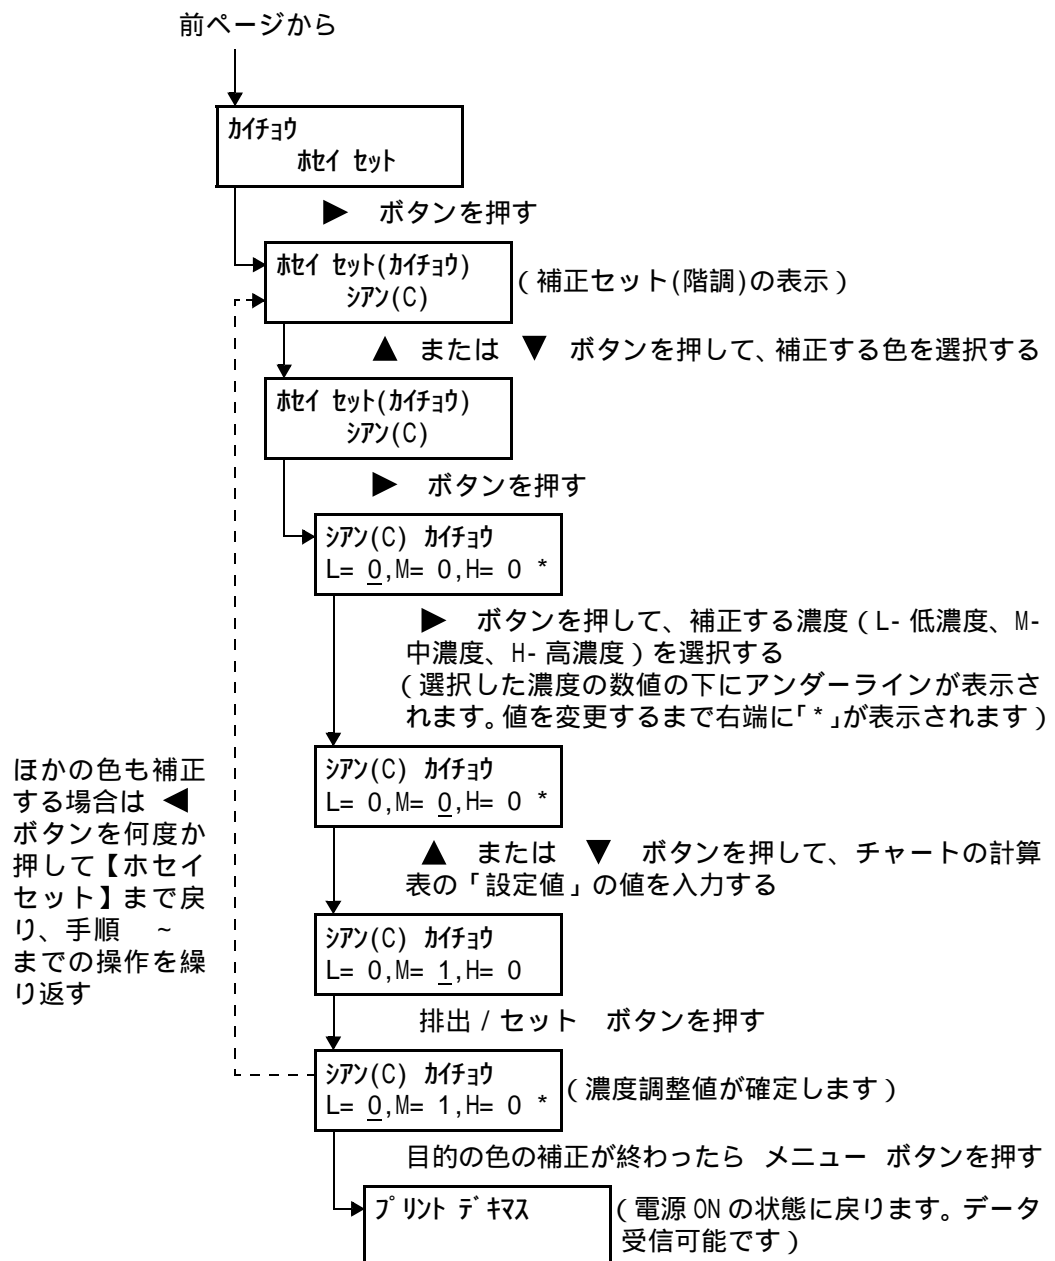 前ページから
ｶｲﾁｮｳ
ﾎｾｲ ｾｯﾄ
▶ ボタンを押す
ﾎｾｲ ｾｯﾄ(ｶｲﾁｮｳ)
ｼｱﾝ(C)
（補正セット(階調)の表示）
▲ または ▼ ボタンを押して、補正する色を選択する
ﾎｾｲ ｾｯﾄ(ｶｲﾁｮｳ)
ｼｱﾝ(C)
▶ ボタンを押す
ｼｱﾝ(C) ｶｲﾁｮｳ
L= 0,M= 0,H= 0 *
▶ ボタンを押して、補正する濃度（L- 低濃度、M-
中濃度、H- 高濃度）を選択する
（選択した濃度の数値の下にアンダーラインが表示さ
れます。値を変更するまで右端に「*」が表示されます）
ｼｱﾝ(C) ｶｲﾁｮｳ
L= 0,M= 0,H= 0 *
▲ または ▼ ボタンを押して、チャートの計算
表の「設定値」の値を入力する
ｼｱﾝ(C) ｶｲﾁｮｳ
L= 0,M= 1,H= 0
排出 / セット ボタンを押す
ｼｱﾝ(C) ｶｲﾁｮｳ
L= 0,M= 1,H= 0 *
（濃度調整値が確定します）
目的の色の補正が終わったら メニュー ボタンを押す
ﾌﾟﾘﾝﾄ ﾃﾞｷﾏｽ
（電源 ON の状態に戻ります。データ
受信可能です）
ほかの色も補正
する場合は ◀
ボタンを何度か
押して【ホセイ
セット】まで戻
り、手順 ~
までの操作を繰
り返す